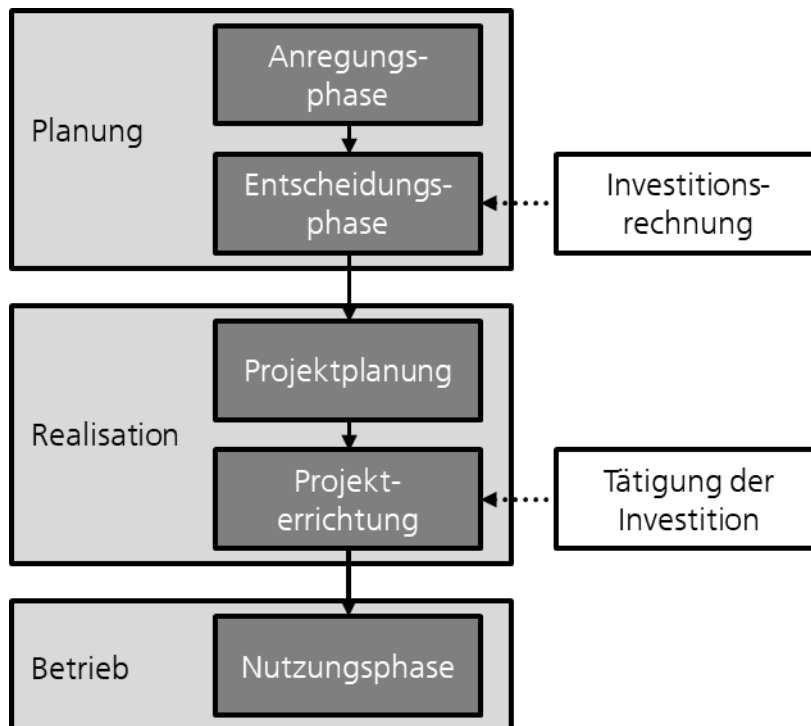 Planung
Anregungs-
phase
Entscheidungs-
phase
Investitions-
rechnung
Realisation
Projektplanung
Projekt-
errichtung
Tätigung der
Investition
Betrieb
Nutzungsphase